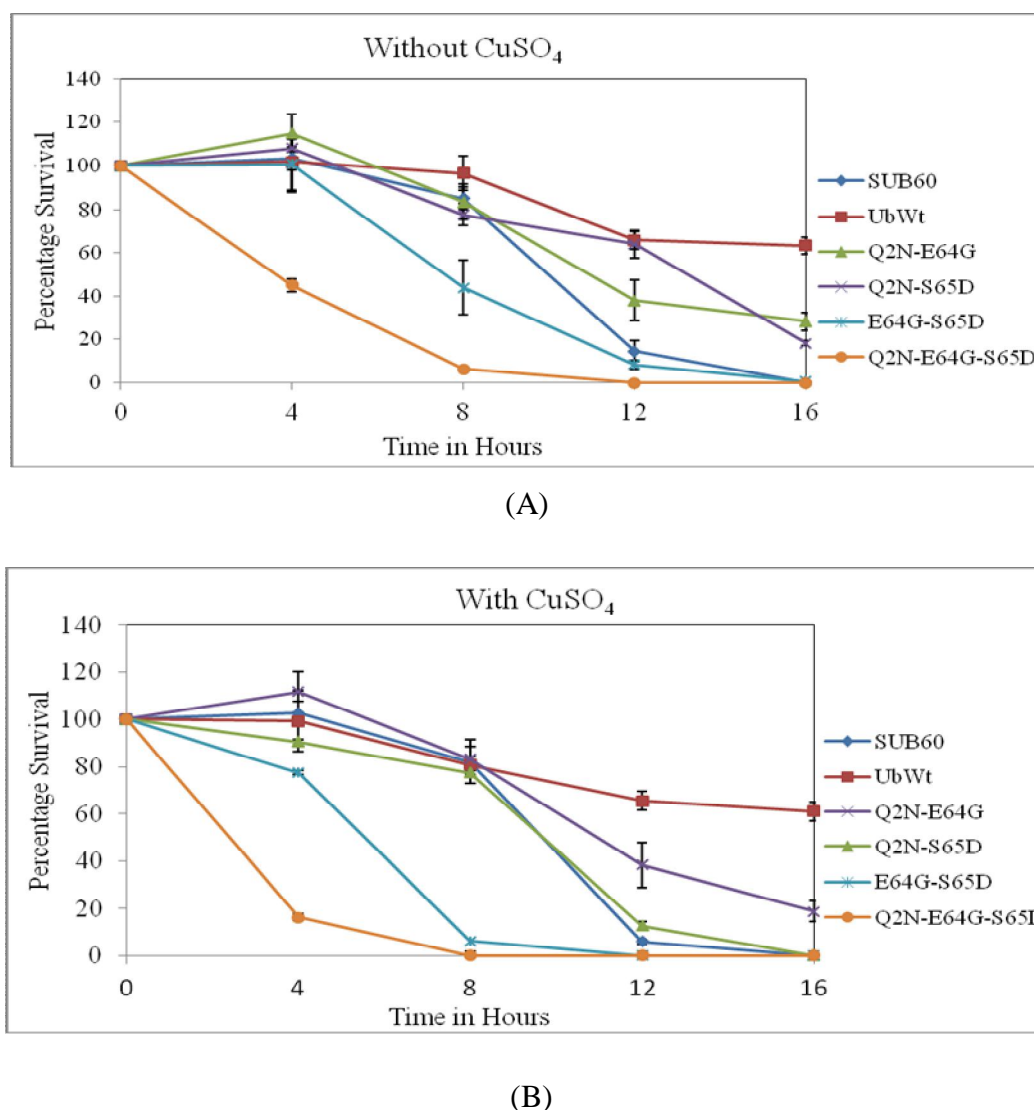 Without CuSO₄
140
120
100
80
60
40
20
0
Percentage Survival
0 4 8 12 16
Time in Hours
SUB60
UbWt
Q2N-E64G
Q2N-S65D
E64G-S65D
Q2N-E64G-S65D
(A)
With CuSO₄
140
120
100
80
60
40
20
0
Percentage Survival
0 4 8 12 16
Time in Hours
SUB60
UbWt
Q2N-E64G
Q2N-S65D
E64G-S65D
Q2N-E64G-S65D
(B)